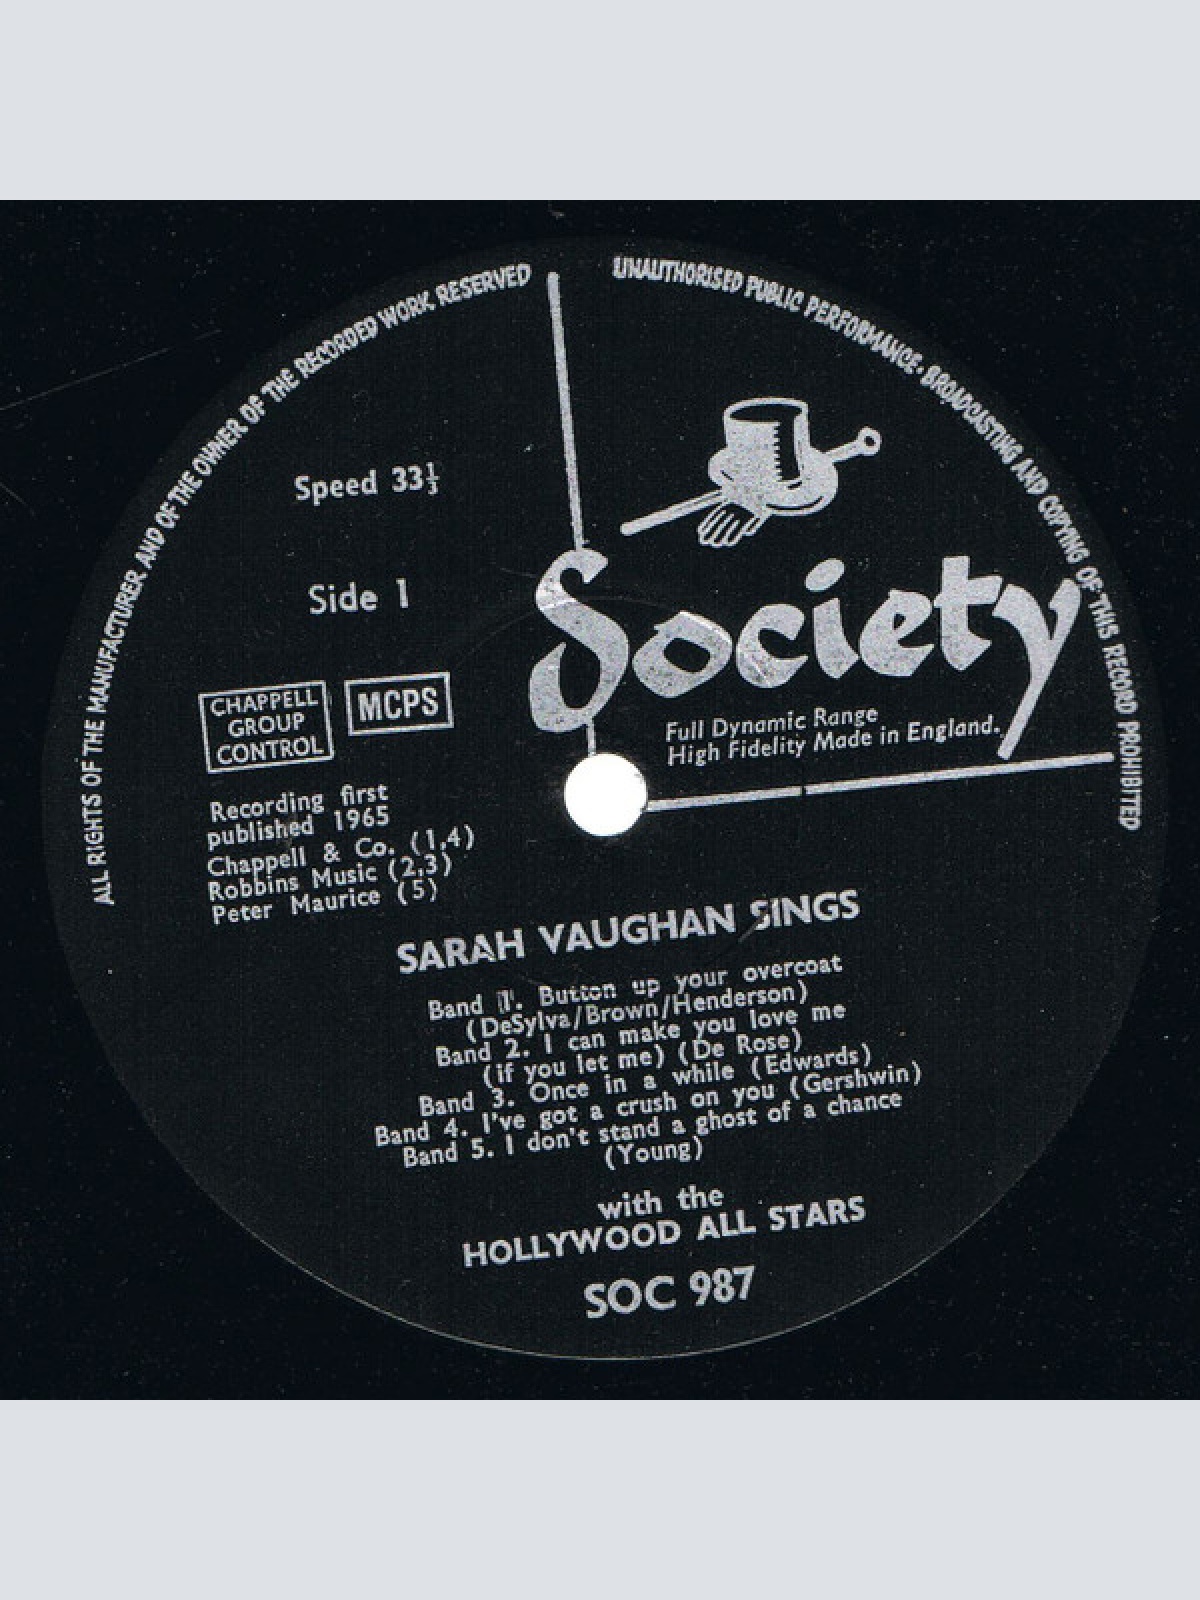 ALL RIGHTS OF THE MANUFACTURER AND OF THE OWNER OF THE RECORDED WORK RESERVED
UNAUTHORISED PUBLIC PERFORMANCE · BROADCASTING AND COPYING OF THIS RECORD PROHIBITED
Speed 33⅓
Side 1
Society
CHAPPELL
GROUP
CONTROL
MCPS
Full Dynamic Range
High Fidelity Made in England.
Recording first
published 1965
Chappell & Co. (1,4)
Robbins Music (2,3)
Peter Maurice (5)
SARAH VAUGHAN SINGS
Band 1. Button up your overcoat
(DeSylva/Brown/Henderson)
Band 2. I can make you love me
(if you let me) (De Rose)
Band 3. Once in a while (Edwards)
Band 4. I've got a crush on you (Gershwin)
Band 5. I don't stand a ghost of a chance
(Young)
with the
HOLLYWOOD ALL STARS
SOC 987